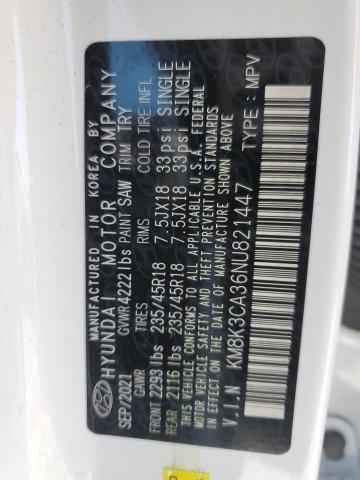 MANUFACTURED IN KOREA BY
HYUNDAI MOTOR COMPANY
SEP/2021 GVWR 4222 lbs PAINT SAW TRIM TRY
GAWR TIRES RIMS COLD TIRE INFL.
FRONT 2293 lbs 235/45R18 7.5JX18 33 psi SINGLE
REAR 2116 lbs 235/45R18 7.5JX18 33 psi SINGLE
THIS VEHICLE CONFORMS TO ALL APPLICABLE U.S.A. FEDERAL
MOTOR VEHICLE SAFETY, BUMPER, AND THEFT PREVENTION STANDARDS
IN EFFECT ON THE DATE OF MANUFACTURE SHOWN ABOVE
V.I.N KM8K3CA36NU821447 TYPE: MPV